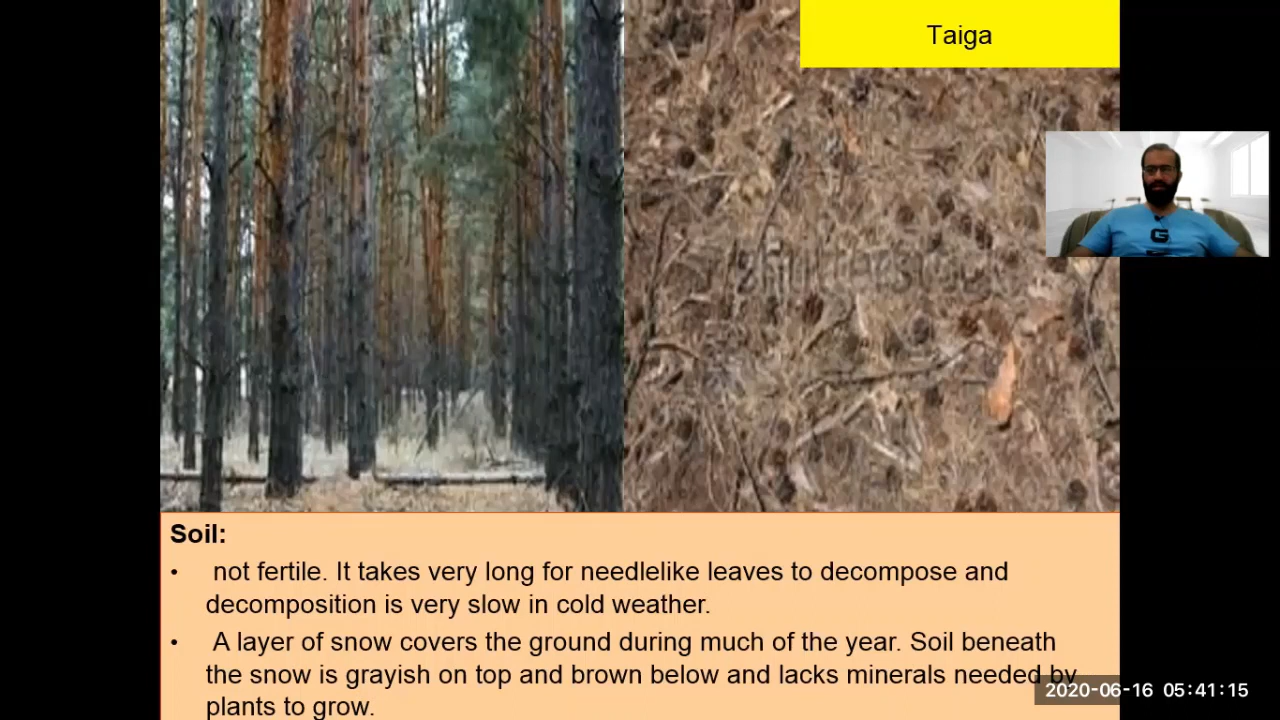 Taiga
Soil:
• not fertile. It takes very long for needlelike leaves to decompose and
decomposition is very slow in cold weather.
• A layer of snow covers the ground during much of the year. Soil beneath
the snow is grayish on top and brown below and lacks minerals needed by
plants to grow.
2020-06-16 05:41:15